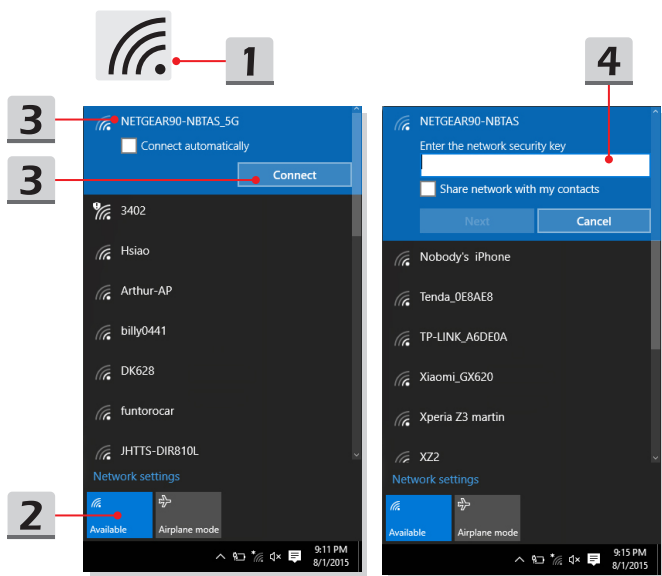 1
4
3
NETGEAR90-NBTAS_5G
Connect automatically
3
Connect
3402
Hsiao
Arthur-AP
billy0441
DK628
funtorocar
JHTTS-DIR810L
Network settings
2
Available
Airplane mode
9:11 PM
8/1/2015
NETGEAR90-NBTAS
Enter the network security key
Share network with my contacts
Next
Cancel
Nobody's iPhone
Tenda_0E8AE8
TP-LINK_A6DE0A
Xiaomi_GX620
Xperia Z3 martin
XZ2
Network settings
Available
Airplane mode
9:15 PM
8/1/2015